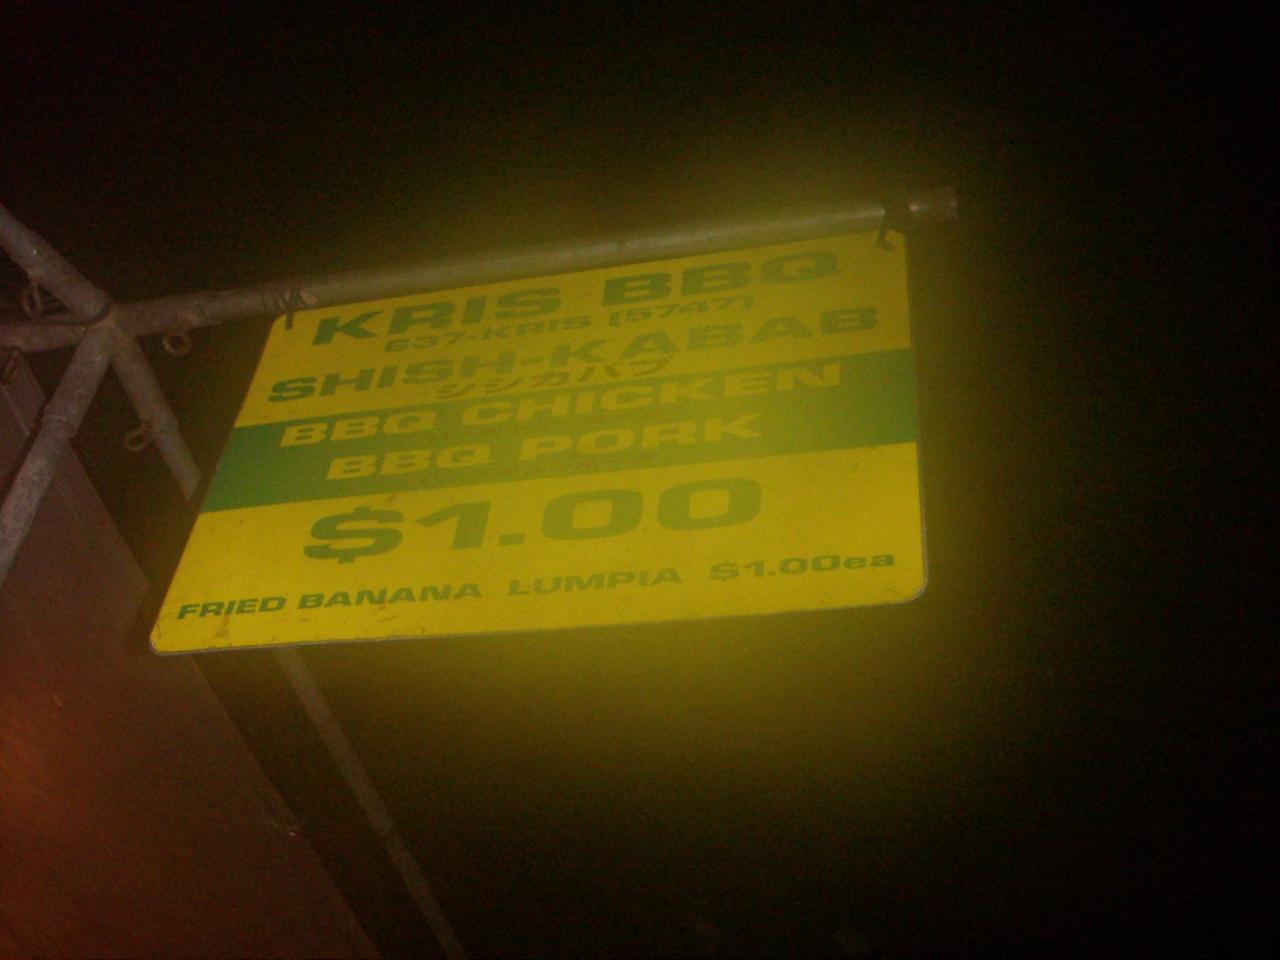 KRIS BBQ
637-KRIS (5747)
SHISH-KABAB
シシカバブ
BBQ CHICKEN
BBQ PORK
$1.00
FRIED BANANA LUMPIA $1.00ea